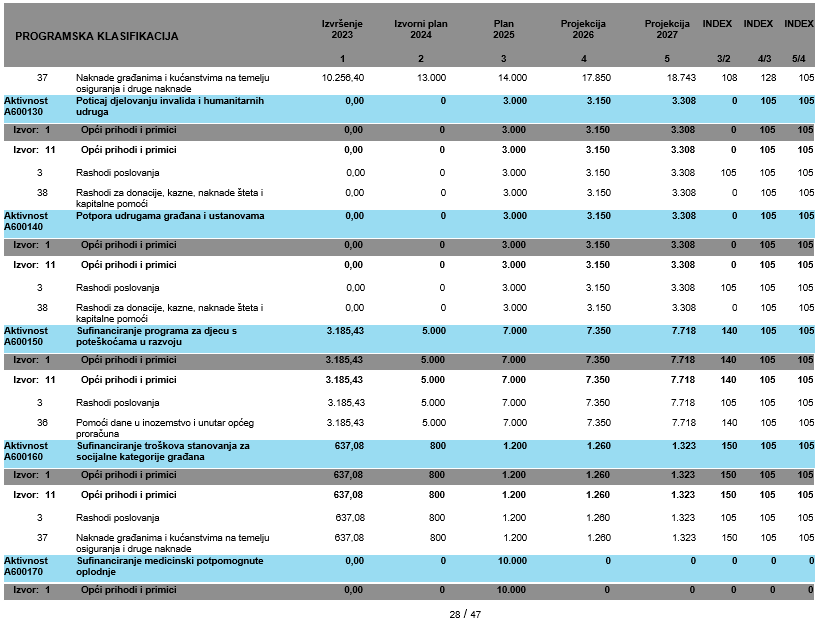 PROGRAMSKA KLASIFIKACIJA Izvršenje 2023 Izvorni plan 2024 Plan 2025 Projekcija 2026 Projekcija 2027 INDEX INDEX INDEX
1 2 3 4 5 3/2 4/3 5/4
37 Naknade građanima i kućanstvima na temelju osiguranja i druge naknade 10.256,40 13.000 14.000 17.850 18.743 108 128 105
Aktivnost A600130 Poticaj djelovanju invalida i humanitarnih udruga 0,00 0 3.000 3.150 3.308 0 105 105
Izvor: 1 Opći prihodi i primici 0,00 0 3.000 3.150 3.308 0 105 105
Izvor: 11 Opći prihodi i primici 0,00 0 3.000 3.150 3.308 0 105 105
3 Rashodi poslovanja 0,00 0 3.000 3.150 3.308 105 105 105
38 Rashodi za donacije, kazne, naknade šteta i kapitalne pomoći 0,00 0 3.000 3.150 3.308 0 105 105
Aktivnost A600140 Potpora udrugama građana i ustanovama 0,00 0 3.000 3.150 3.308 0 105 105
Izvor: 1 Opći prihodi i primici 0,00 0 3.000 3.150 3.308 0 105 105
Izvor: 11 Opći prihodi i primici 0,00 0 3.000 3.150 3.308 0 105 105
3 Rashodi poslovanja 0,00 0 3.000 3.150 3.308 105 105 105
38 Rashodi za donacije, kazne, naknade šteta i kapitalne pomoći 0,00 0 3.000 3.150 3.308 0 105 105
Aktivnost A600150 Sufinanciranje programa za djecu s poteškoćama u razvoju 3.185,43 5.000 7.000 7.350 7.718 140 105 105
Izvor: 1 Opći prihodi i primici 3.185,43 5.000 7.000 7.350 7.718 140 105 105
Izvor: 11 Opći prihodi i primici 3.185,43 5.000 7.000 7.350 7.718 140 105 105
3 Rashodi poslovanja 3.185,43 5.000 7.000 7.350 7.718 105 105 105
36 Pomoći dane u inozemstvo i unutar općeg proračuna 3.185,43 5.000 7.000 7.350 7.718 140 105 105
Aktivnost A600160 Sufinanciranje troškova stanovanja za socijalne kategorije građana 637,08 800 1.200 1.260 1.323 150 105 105
Izvor: 1 Opći prihodi i primici 637,08 800 1.200 1.260 1.323 150 105 105
Izvor: 11 Opći prihodi i primici 637,08 800 1.200 1.260 1.323 150 105 105
3 Rashodi poslovanja 637,08 800 1.200 1.260 1.323 105 105 105
37 Naknade građanima i kućanstvima na temelju osiguranja i druge naknade 637,08 800 1.200 1.260 1.323 150 105 105
Aktivnost A600170 Sufinanciranje medicinski potpomognute oplodnje 0,00 0 10.000 0 0 0 0 0
Izvor: 1 Opći prihodi i primici 0,00 0 10.000 0 0 0 0 0
28 / 47